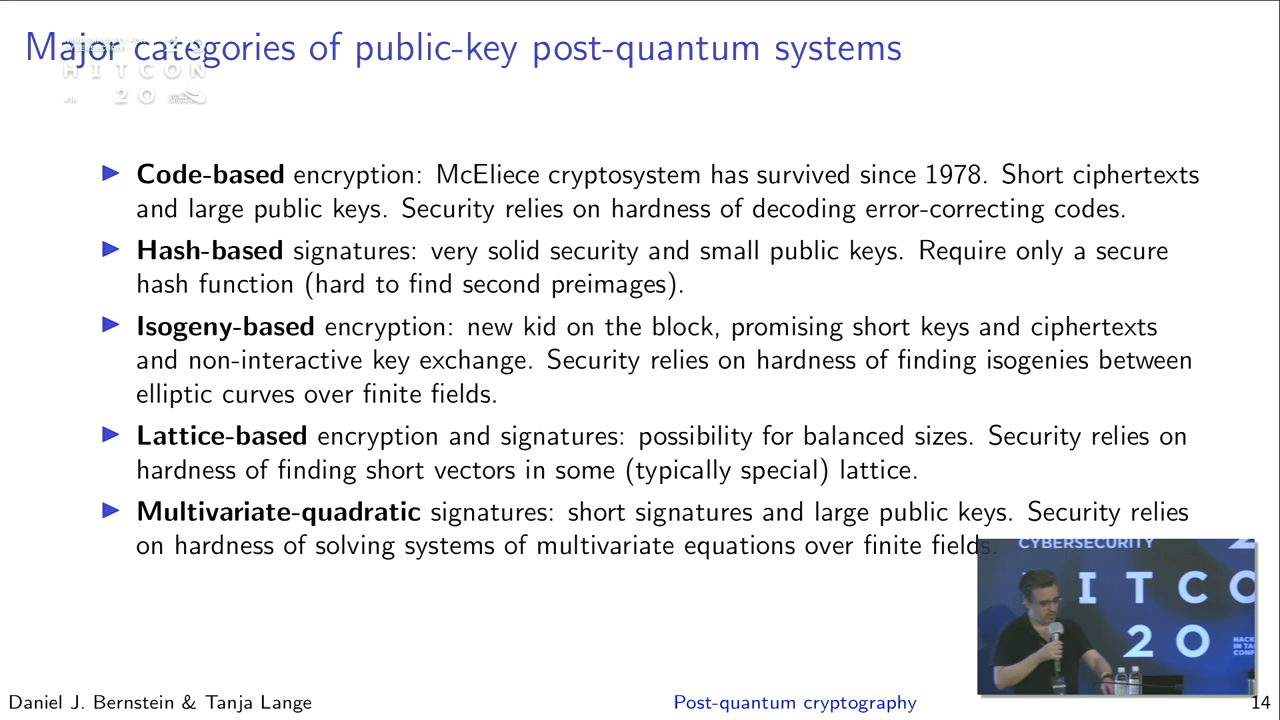 Major categories of public-key post-quantum systems
HITCON
20
▶ Code-based encryption: McEliece cryptosystem has survived since 1978. Short ciphertexts
and large public keys. Security relies on hardness of decoding error-correcting codes.
▶ Hash-based signatures: very solid security and small public keys. Require only a secure
hash function (hard to find second preimages).
▶ Isogeny-based encryption: new kid on the block, promising short keys and ciphertexts
and non-interactive key exchange. Security relies on hardness of finding isogenies between
elliptic curves over finite fields.
▶ Lattice-based encryption and signatures: possibility for balanced sizes. Security relies on
hardness of finding short vectors in some (typically special) lattice.
▶ Multivariate-quadratic signatures: short signatures and large public keys. Security relies
on hardness of solving systems of multivariate equations over finite fields.
CYBERSECURITY
ITCO
20
HACK
IN TA
CONF
Daniel J. Bernstein & Tanja Lange
Post-quantum cryptography
14